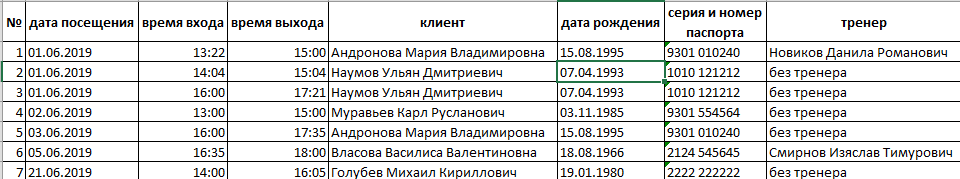 № дата посещения время входа время выхода клиент дата рождения серия и номер паспорта тренер
1 01.06.2019 13:22 15:00 Андронова Мария Владимировна 15.08.1995 9301 010240 Новиков Данила Романович
2 01.06.2019 14:04 15:04 Наумов Ульян Дмитриевич 07.04.1993 1010 121212 без тренера
3 01.06.2019 16:00 17:21 Наумов Ульян Дмитриевич 07.04.1993 1010 121212 без тренера
4 02.06.2019 13:00 15:00 Муравьев Карл Русланович 03.11.1985 9301 554564 без тренера
5 03.06.2019 16:00 17:35 Андронова Мария Владимировна 15.08.1995 9301 010240 без тренера
6 05.06.2019 16:35 18:00 Власова Василиса Валентиновна 18.08.1966 2124 545645 Смирнов Изяслав Тимурович
7 21.06.2019 14:00 16:05 Голубев Михаил Кириллович 19.01.1980 2222 222222 без тренера